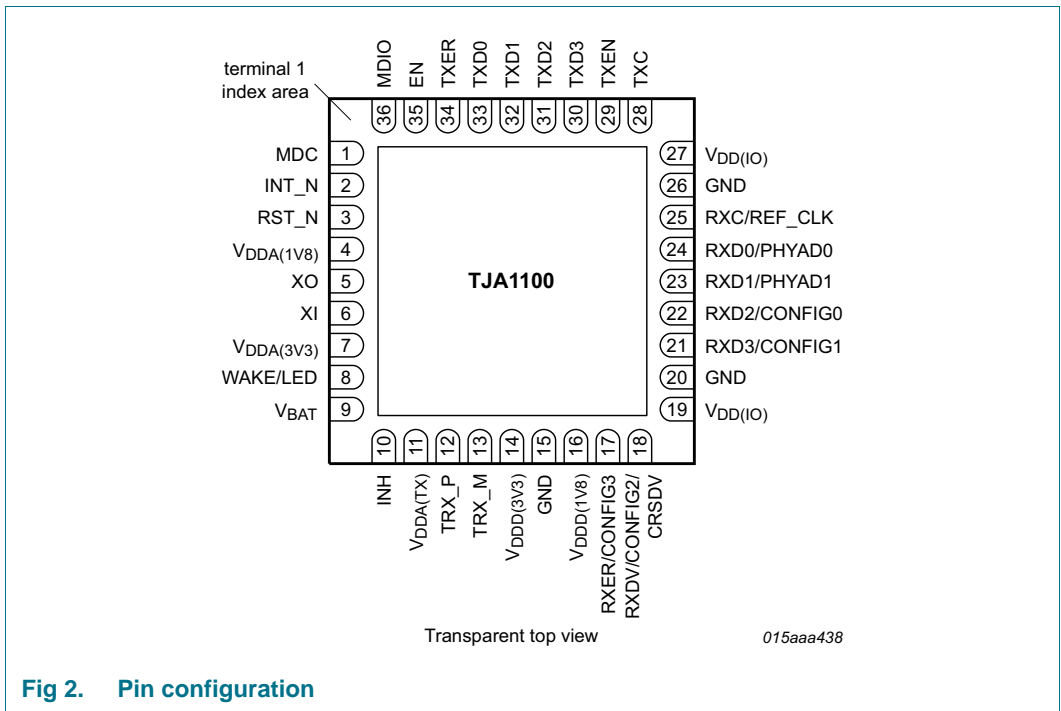 terminal 1
index area
MDIO
EN
TXER
TXD0
TXD1
TXD2
TXD3
TXEN
TXC
36
35
34
33
32
31
30
29
28
MDC 1
INT_N 2
RST_N 3
VDDA(1V8) 4
XO 5
XI 6
VDDA(3V3) 7
WAKE/LED 8
VBAT 9
TJA1100
27 VDD(IO)
26 GND
25 RXC/REF_CLK
24 RXD0/PHYAD0
23 RXD1/PHYAD1
22 RXD2/CONFIG0
21 RXD3/CONFIG1
20 GND
19 VDD(IO)
10
11
12
13
14
15
16
17
18
INH
VDDA(TX)
TRX_P
TRX_M
VDDD(3V3)
GND
VDDD(1V8)
RXER/CONFIG3
RXDV/CONFIG2/
CRSDV
Transparent top view
015aaa438
Fig 2. Pin configuration